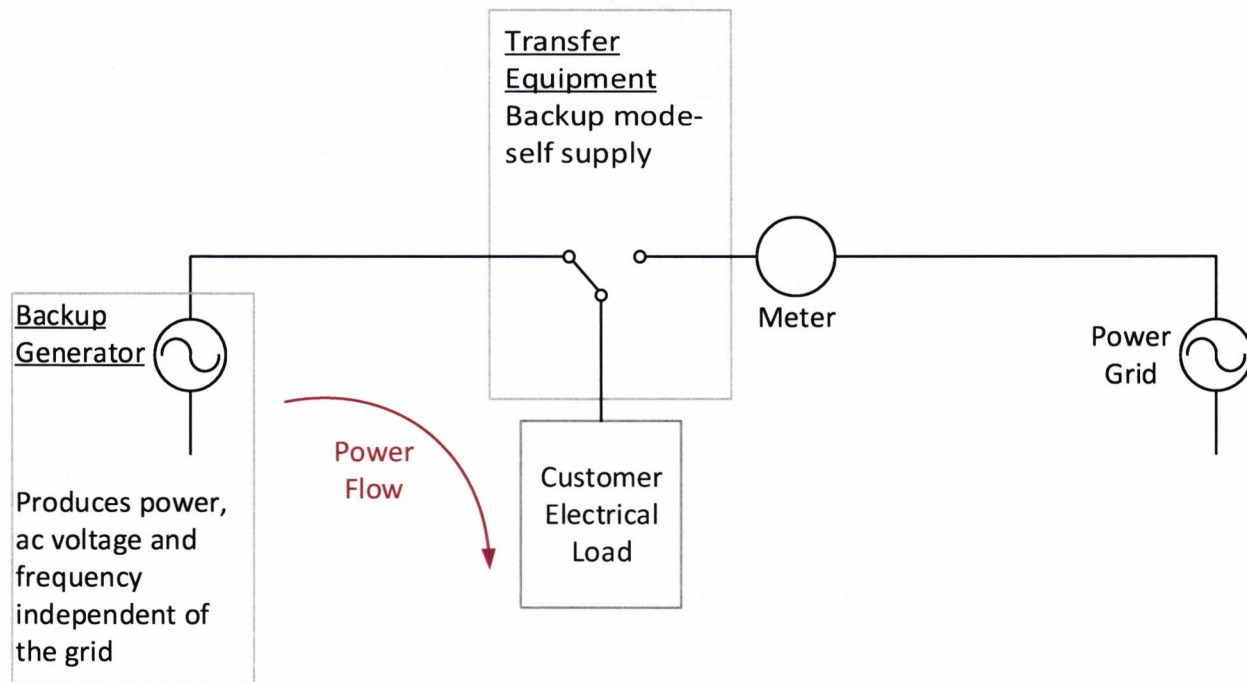 Transfer
Equipment
Backup mode-
self supply
Backup
Generator
Meter
Power
Grid
Power
Flow
Customer
Electrical
Load
Produces power,
ac voltage and
frequency
independent of
the grid